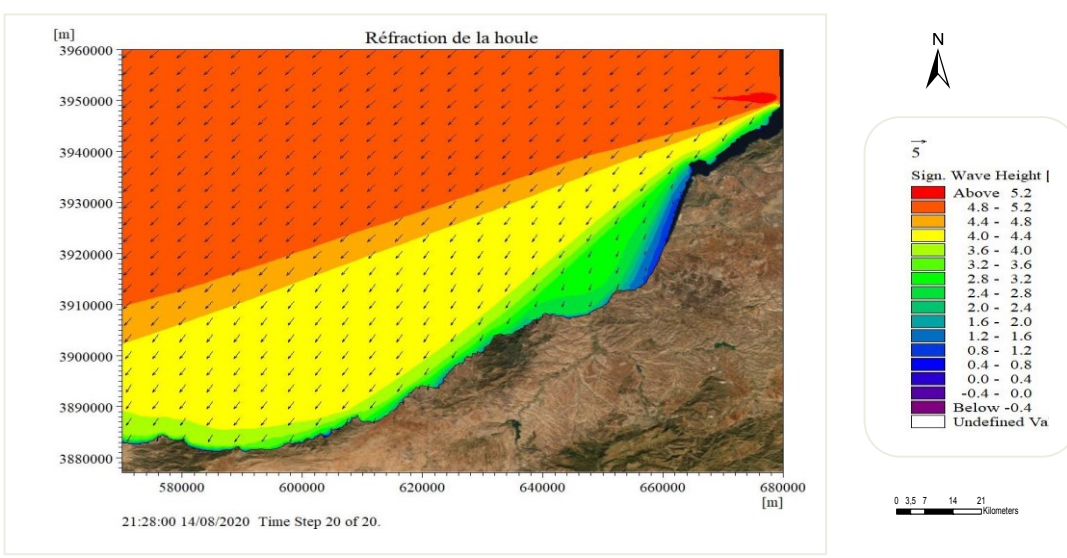 [m]
Réfraction de la houle
3960000
3950000
3940000
3930000
3920000
3910000
3900000
3890000
3880000
580000 600000 620000 640000 660000 680000
[m]
21:28:00 14/08/2020 Time Step 20 of 20.
N
5
Sign. Wave Height [
Above 5.2
4.8 - 5.2
4.4 - 4.8
4.0 - 4.4
3.6 - 4.0
3.2 - 3.6
2.8 - 3.2
2.4 - 2.8
2.0 - 2.4
1.6 - 2.0
1.2 - 1.6
0.8 - 1.2
0.4 - 0.8
0.0 - 0.4
-0.4 - 0.0
Below -0.4
Undefined Va
0 3,5 7 14 21
Kilometers